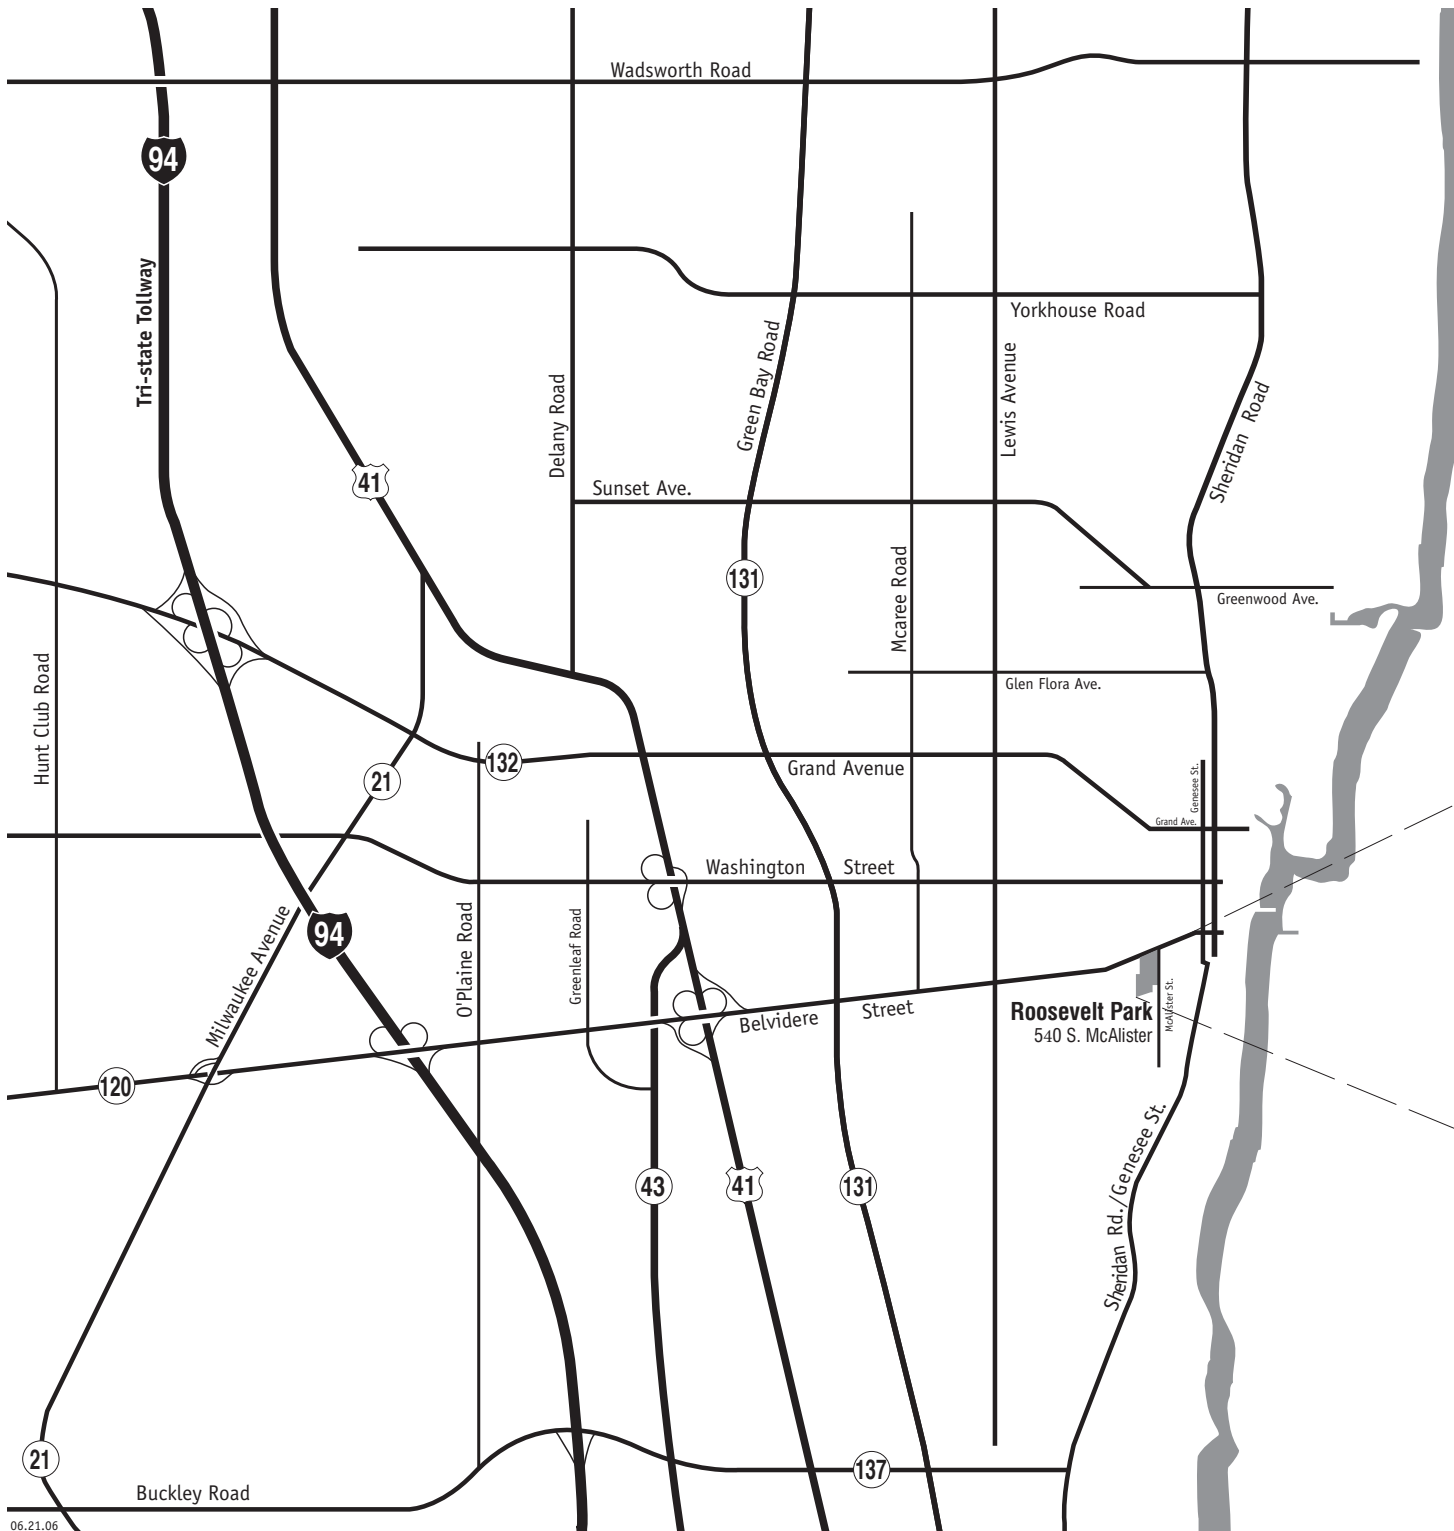 Wadsworth Road
94
Tri-state Tollway
Yorkhouse Road
Green Bay Road
Lewis Avenue
Delany Road
Sheridan Road
41
Sunset Ave.
131
Mcaree Road
Greenwood Ave.
Hunt Club Road
Glen Flora Ave.
132
Grand Avenue
21
Genesee St.
Grand Ave.
Washington Street
94
Milwaukee Avenue
O'Plaine Road
Greenleaf Road
Belvidere Street
Roosevelt Park
540 S. McAlister
McAlister St.
120
Sheridan Rd./Genesee St.
43
41
131
21
137
Buckley Road
06.21.06